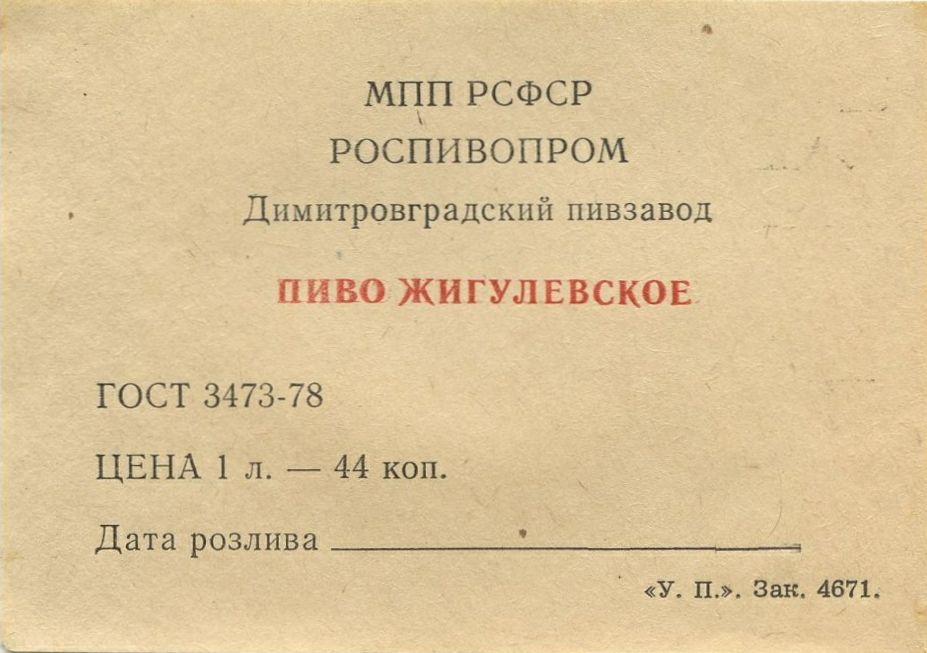 МПП РСФСР
РОСПИВОПРОМ
Димитровградский пивзавод
ПИВО ЖИГУЛЕВСКОЕ
ГОСТ 3473-78
ЦЕНА 1 л. — 44 коп.
Дата розлива
«У. П.». Зак. 4671.